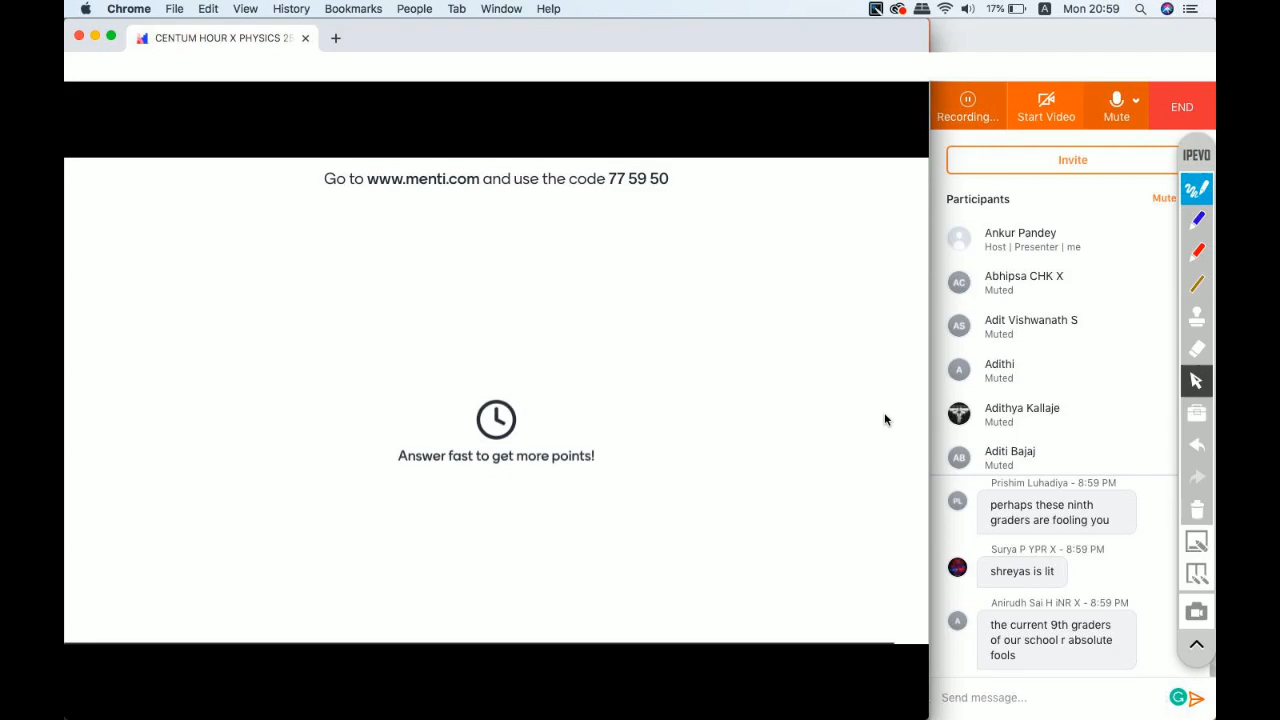 Chrome File Edit View History Bookmarks People Tab Window Help
17% A Mon 20:59
CENTUM HOUR X PHYSICS 2
Recording...
Start Video
Mute
END
Go to www.menti.com and use the code 77 59 50
Answer fast to get more points!
Invite
IPEVO
Participants
Mute
Ankur Pandey
Host | Presenter | me
AC
Abhipsa CHK X
Muted
AS
Adit Vishwanath S
Muted
A
Adithi
Muted
Adithya Kallaje
Muted
AB
Aditi Bajaj
Muted
Prishim Luhadiya - 8:59 PM
PL
perhaps these ninth
graders are fooling you
Surya P YPR X - 8:59 PM
shreyas is lit
Anirudh Sai H iNR X - 8:59 PM
A
the current 9th graders
of our school r absolute
fools
Send message...